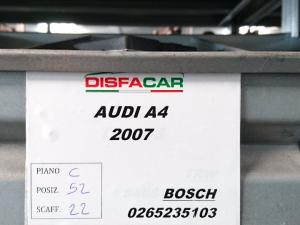 DISFACAR
AUDI A4
2007
PIANO C
POSIZ. 52
SCAFF. 22
BOSCH
0265235103